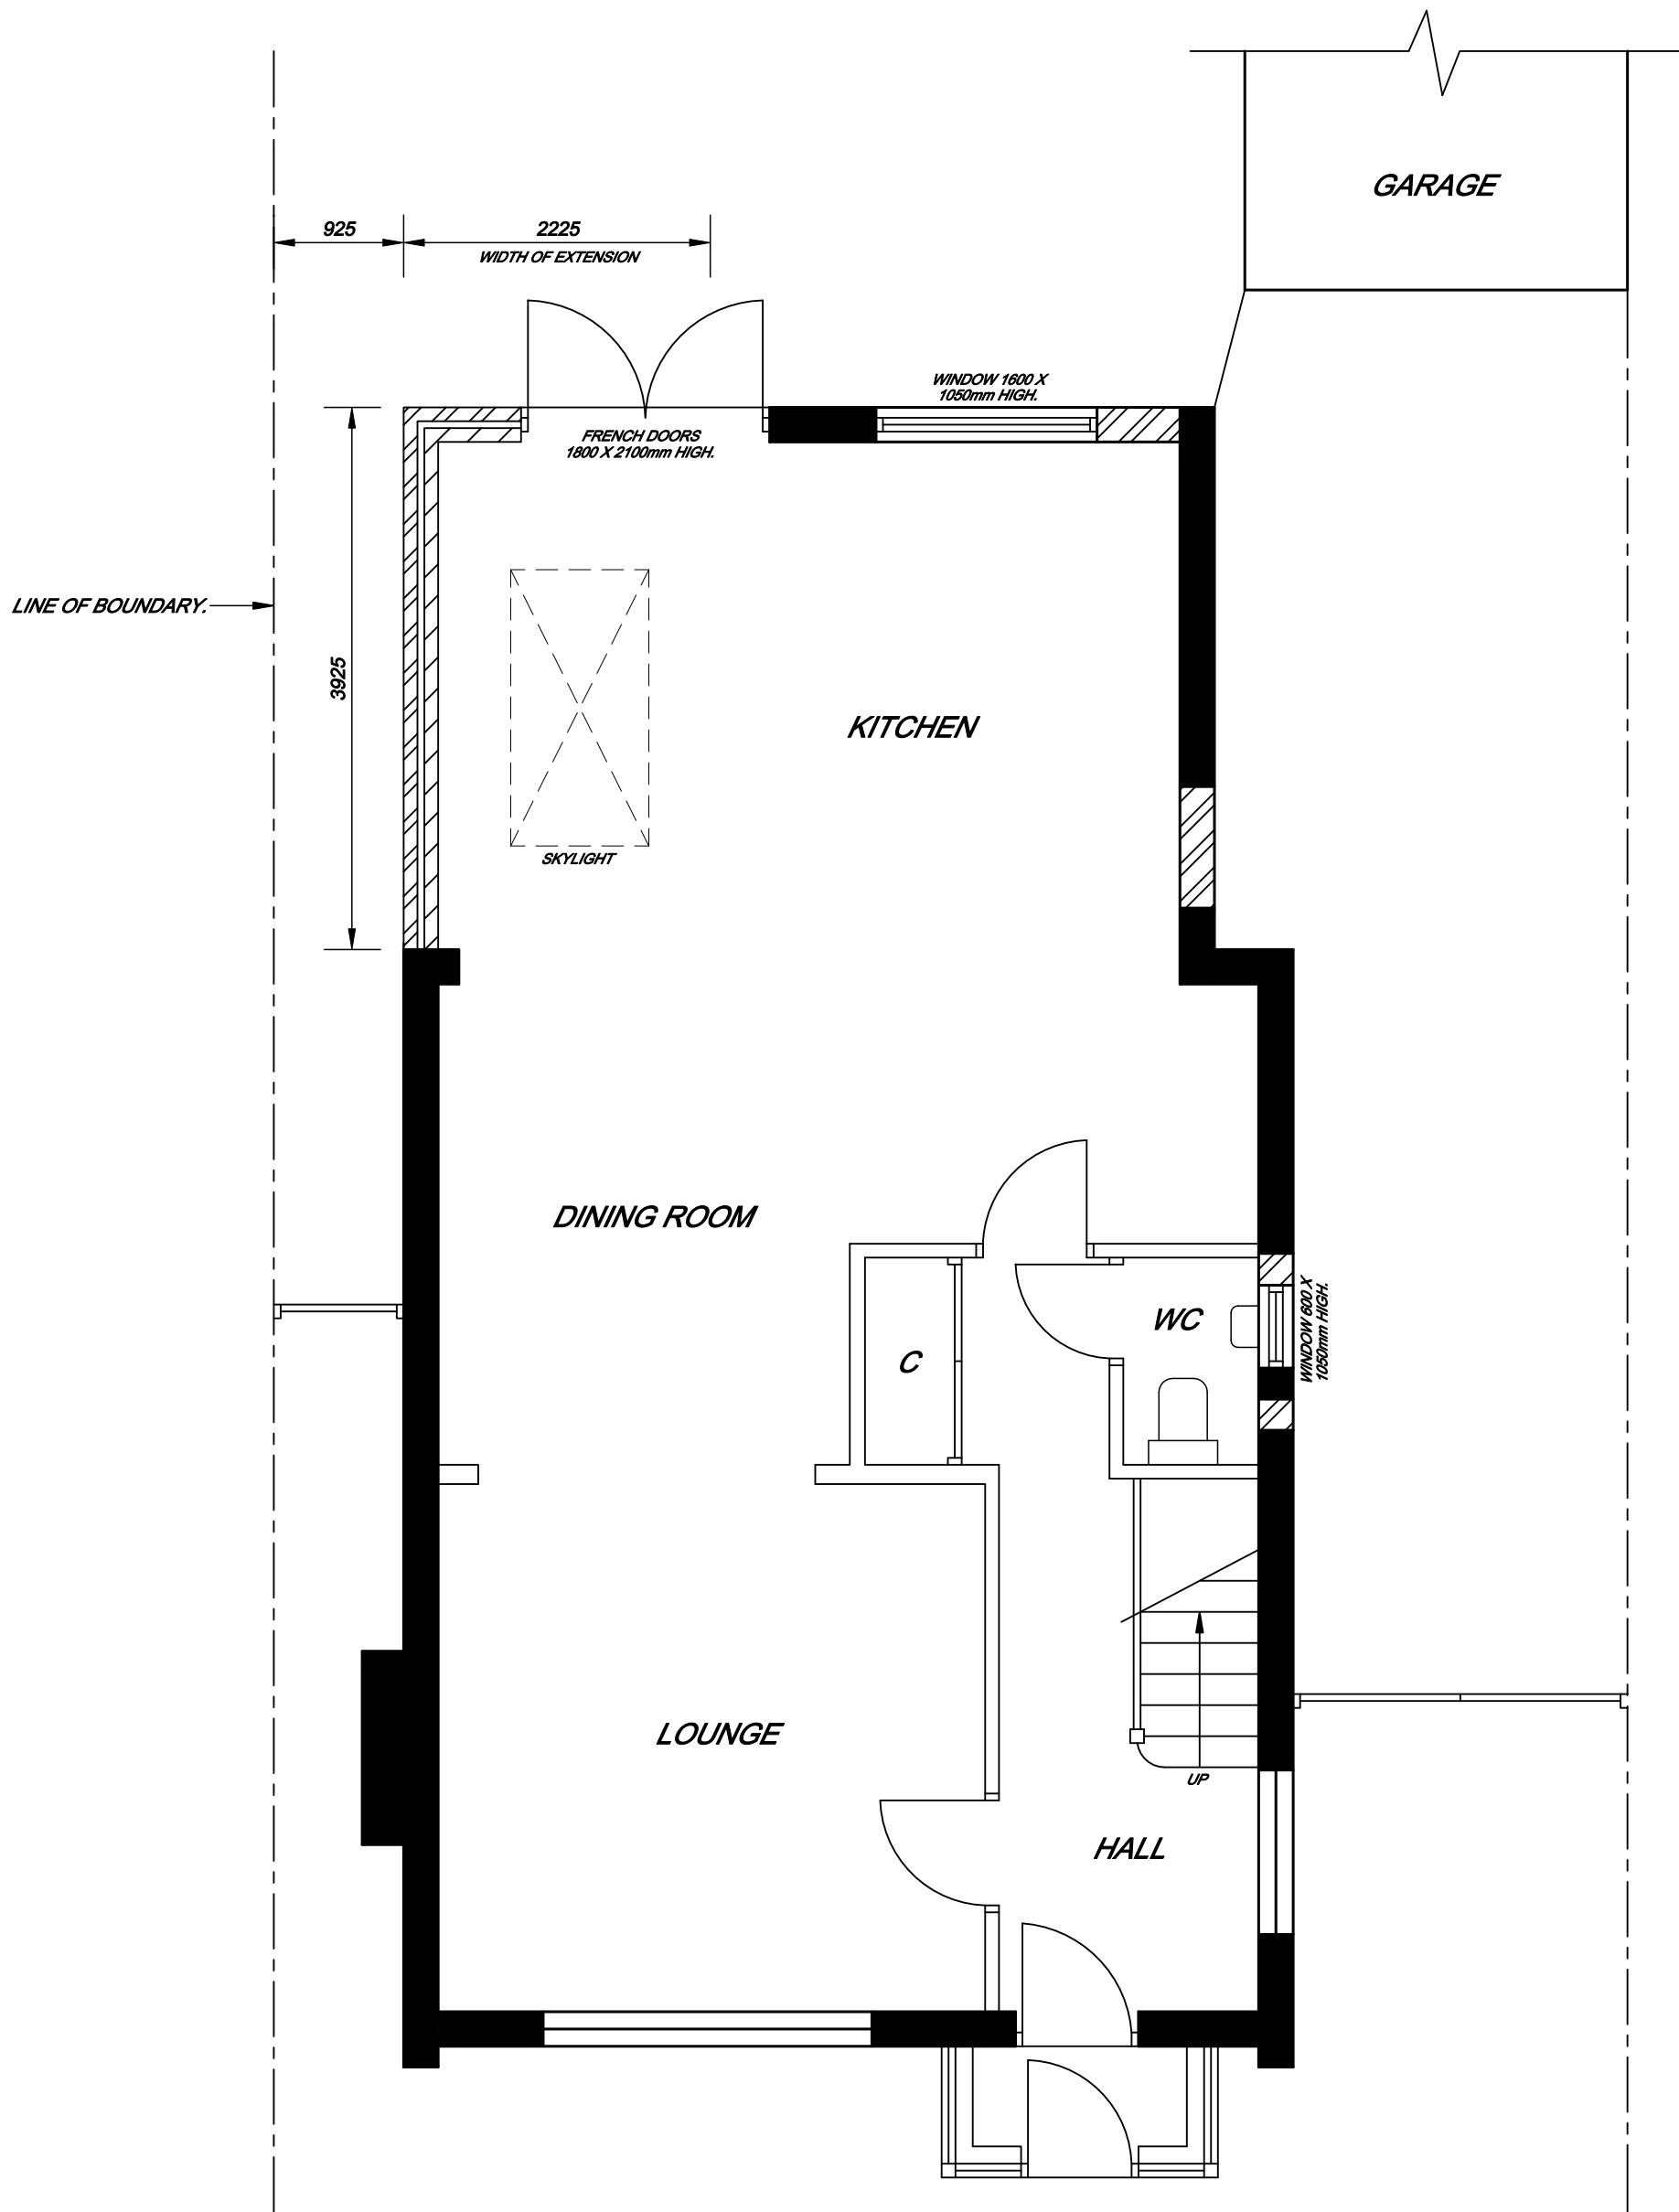 GARAGE
925
2225
WIDTH OF EXTENSION
WINDOW 1600 X
1050mm HIGH.
FRENCH DOORS
1800 X 2100mm HIGH.
LINE OF BOUNDARY.
3925
KITCHEN
SKYLIGHT
DINING ROOM
WC
WINDOW 600 X
1050mm HIGH.
C
LOUNGE
UP
HALL